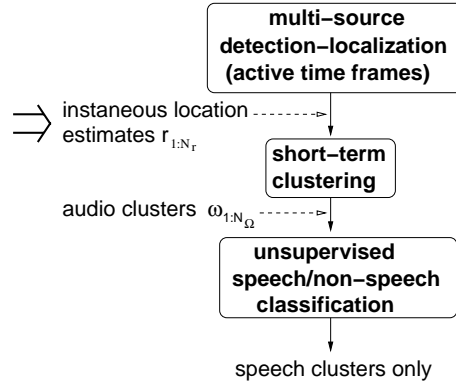 multi−source
detection−localization
(active time frames)
instaneous location
estimates r1:Nr
short−term
clustering
audio clusters ω1:NΩ
unsupervised
speech/non−speech
classification
speech clusters only